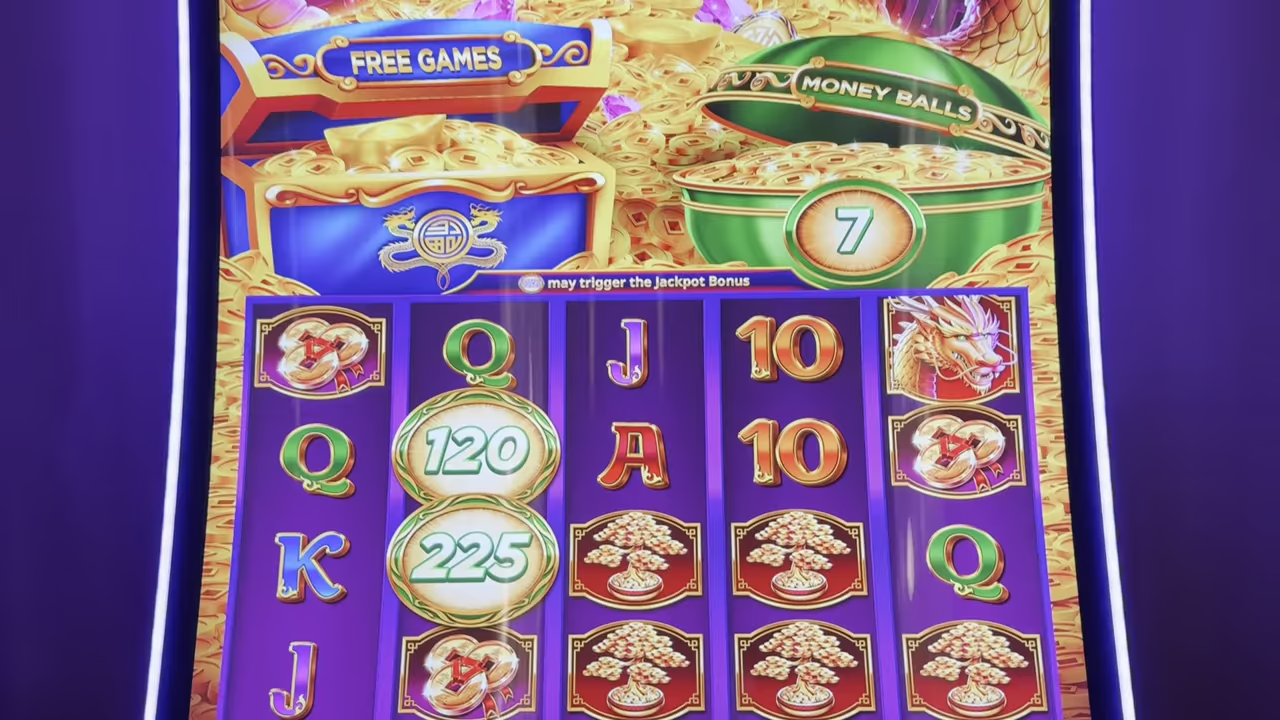 FREE GAMES
MONEY BALLS
7
may trigger the Jackpot Bonus
Q J 10
Q 120 A 10
K 225 Q
J